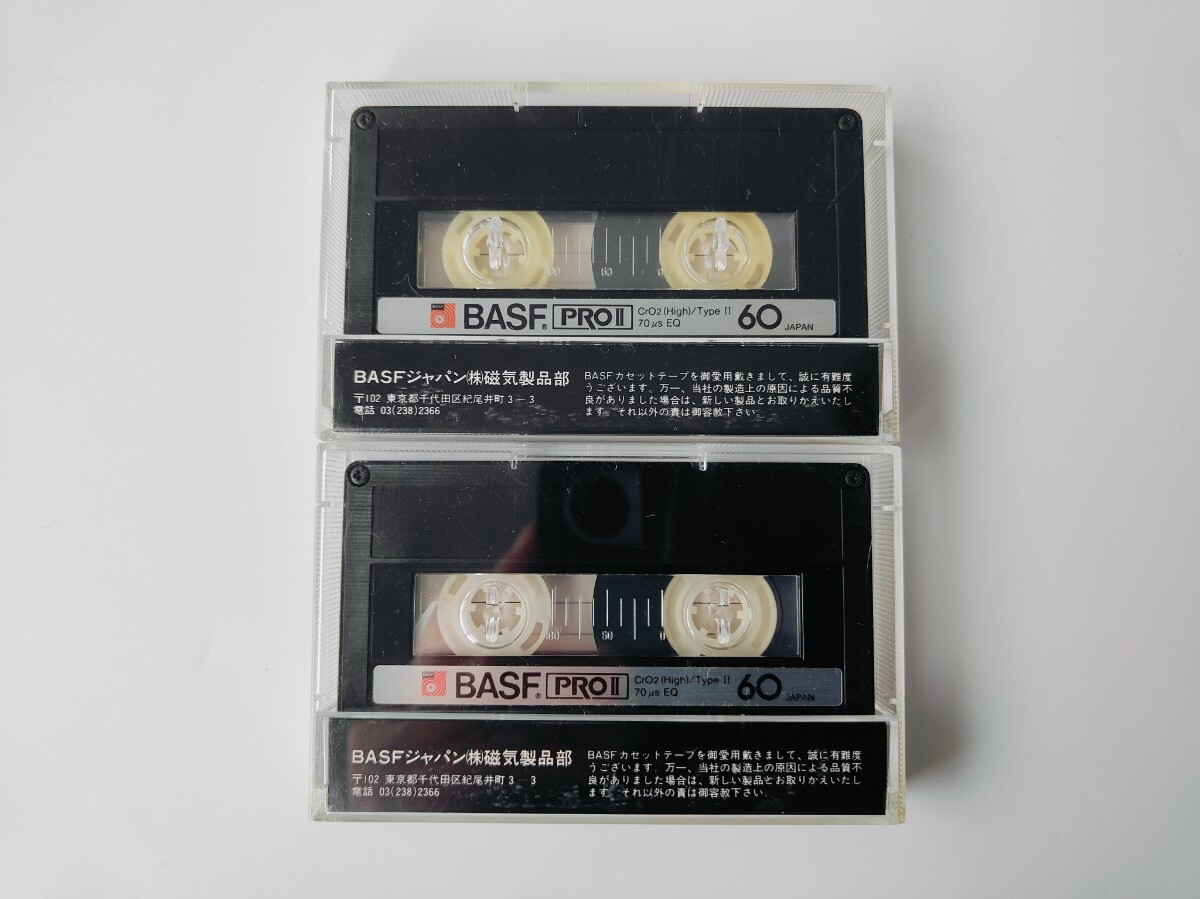 100 50 0
BASF
BASF® PRO II CrO2 (High)/Type II 60 JAPAN
70 μs EQ
BASFジャパン㈱磁気製品部
〒102 東京都千代田区紀尾井町3－3
電話 03(238)2366
BASFカセットテープを御愛用戴きまして、誠に有難度
うございます。万一、当社の製造上の原因による品質不
良がありました場合は、新しい製品とお取りかえいたし
ます。それ以外の責は御容赦下さい。
100 50 0
BASF
BASF® PRO II CrO2 (High)/Type II 60 JAPAN
70 μs EQ
BASFジャパン㈱磁気製品部
〒102 東京都千代田区紀尾井町3－3
電話 03(238)2366
BASFカセットテープを御愛用戴きまして、誠に有難度
うございます。万一、当社の製造上の原因による品質不
良がありました場合は、新しい製品とお取りかえいたし
ます。それ以外の責は御容赦下さい。